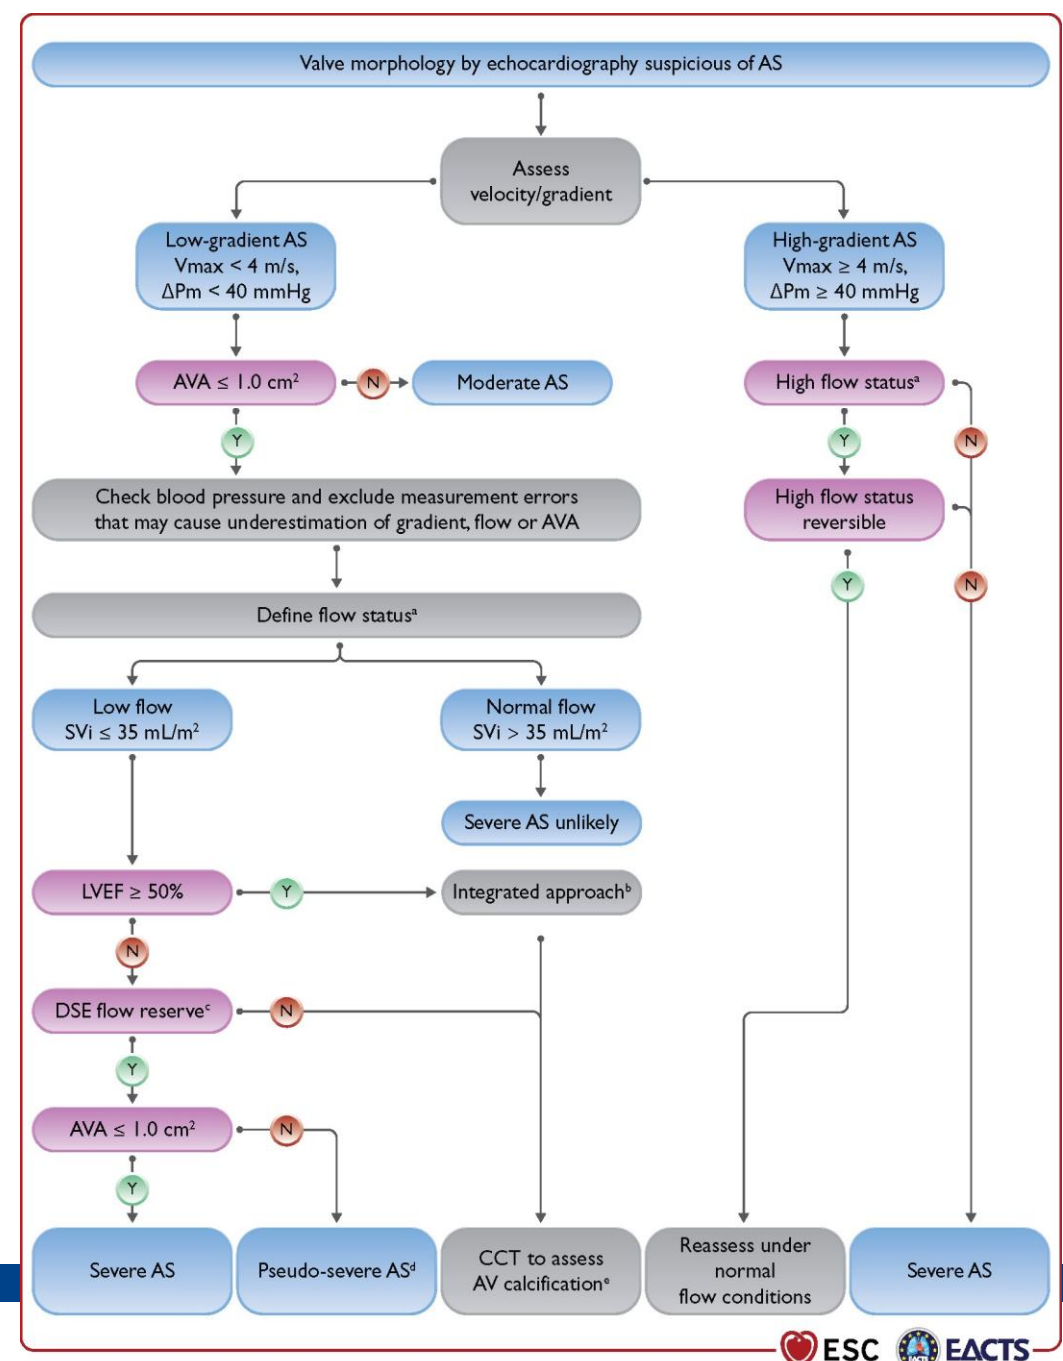 Valve morphology by echocardiography suspicious of AS
Assess
velocity/gradient
Low-gradient AS
Vmax < 4 m/s,
ΔPm < 40 mmHg
High-gradient AS
Vmax ≥ 4 m/s,
ΔPm ≥ 40 mmHg
AVA ≤ 1.0 cm²
N
Moderate AS
High flow statusᵃ
Y
Y
N
Check blood pressure and exclude measurement errors
that may cause underestimation of gradient, flow or AVA
High flow status
reversible
Y
N
Define flow statusᵃ
Low flow
SVi ≤ 35 mL/m²
Normal flow
SVi > 35 mL/m²
Severe AS unlikely
LVEF ≥ 50%
Y
Integrated approachᵇ
N
DSE flow reserveᶜ
N
Y
AVA ≤ 1.0 cm²
N
Y
Severe AS
Pseudo-severe ASᵈ
CCT to assess
AV calcificationᵉ
Reassess under
normal
flow conditions
Severe AS
ESC
EACTS